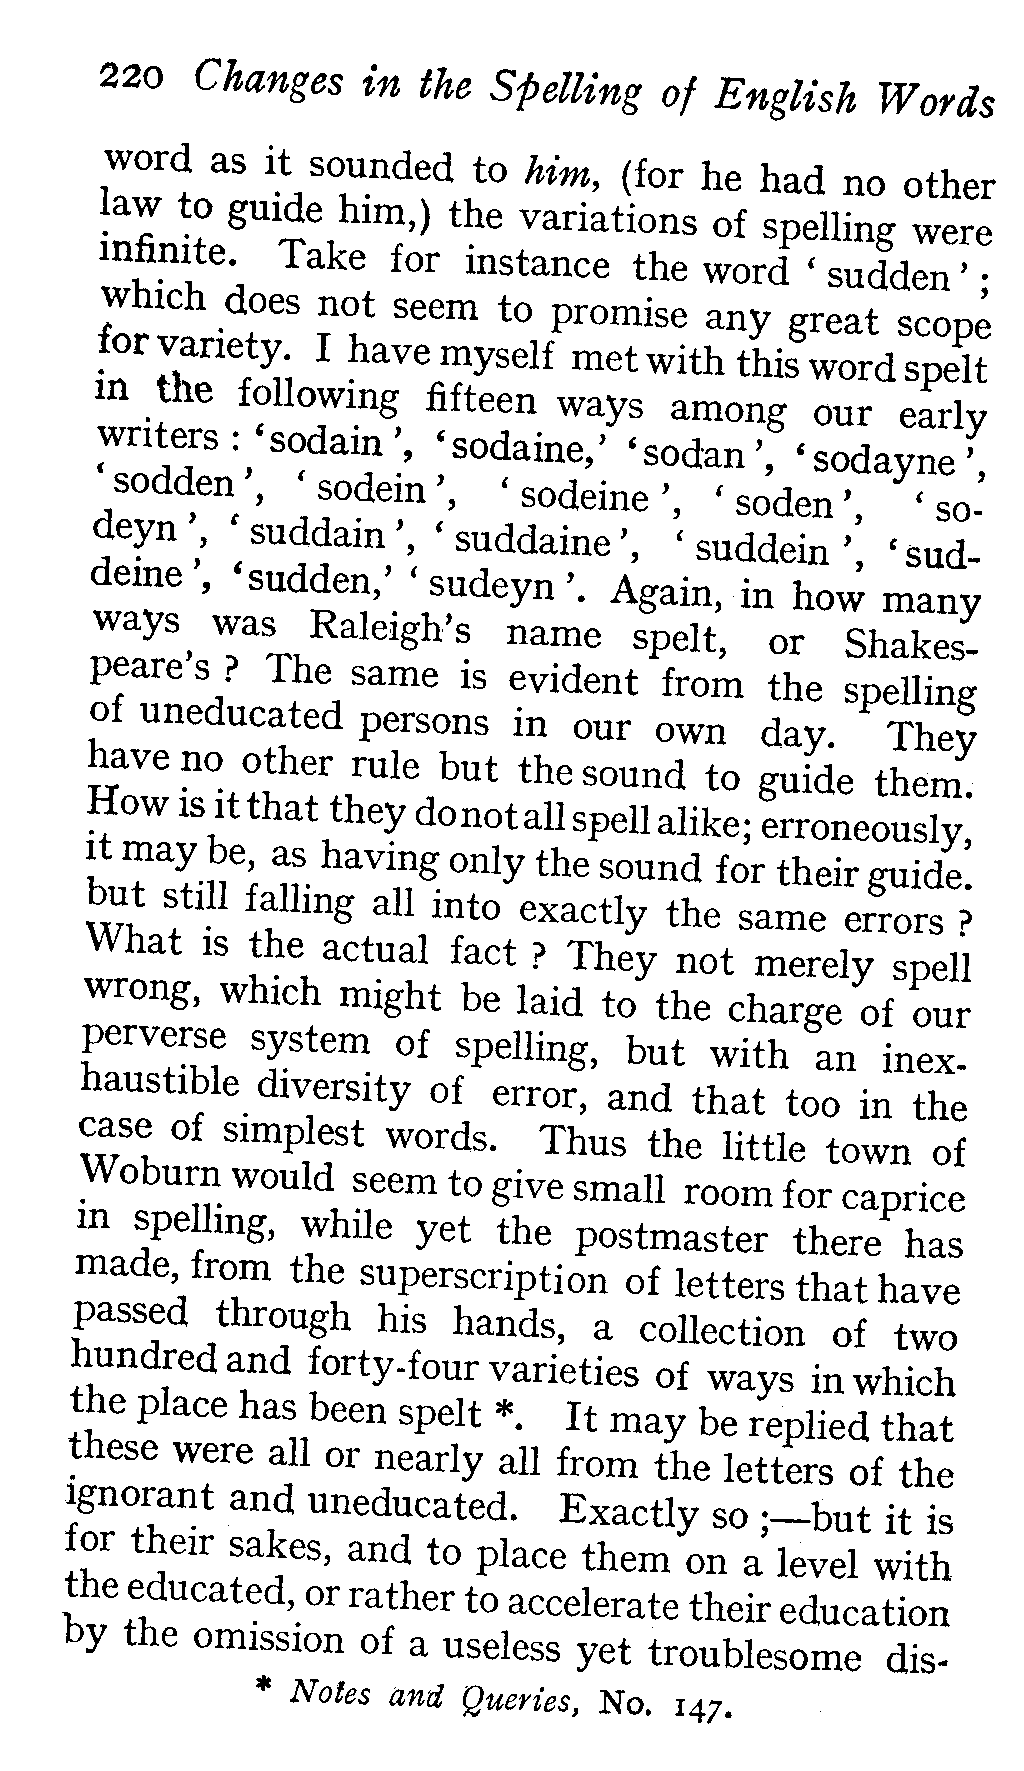 220 Changes in the Spelling of English Words
word as it sounded to him, (for he had no other
law to guide him,) the variations of spelling were
infinite. Take for instance the word ‘ sudden ’ ;
which does not seem to promise any great scope
for variety. I have myself met with this word spelt
in the following fifteen ways among our early
writers : ‘sodain ’, ‘sodaine,’ ‘sodan ’, ‘sodayne ’,
‘sodden ’, ‘ sodein ’, ‘ sodeine ’, ‘ soden ’, ‘ so-
deyn ’, ‘ suddain ’, ‘ suddaine ’, ‘ suddein ’, ‘sud-
deine ’, ‘sudden,’ ‘ sudeyn ’. Again, in how many
ways was Raleigh’s name spelt, or Shakes-
peare’s ? The same is evident from the spelling
of uneducated persons in our own day. They
have no other rule but the sound to guide them.
How is it that they do not all spell alike; erroneously,
it may be, as having only the sound for their guide.
but still falling all into exactly the same errors ?
What is the actual fact ? They not merely spell
wrong, which might be laid to the charge of our
perverse system of spelling, but with an inex-
haustible diversity of error, and that too in the
case of simplest words. Thus the little town of
Woburn would seem to give small room for caprice
in spelling, while yet the postmaster there has
made, from the superscription of letters that have
passed through his hands, a collection of two
hundred and forty-four varieties of ways in which
the place has been spelt *. It may be replied that
these were all or nearly all from the letters of the
ignorant and uneducated. Exactly so ;—but it is
for their sakes, and to place them on a level with
the educated, or rather to accelerate their education
by the omission of a useless yet troublesome dis-
* Notes and Queries, No. 147.